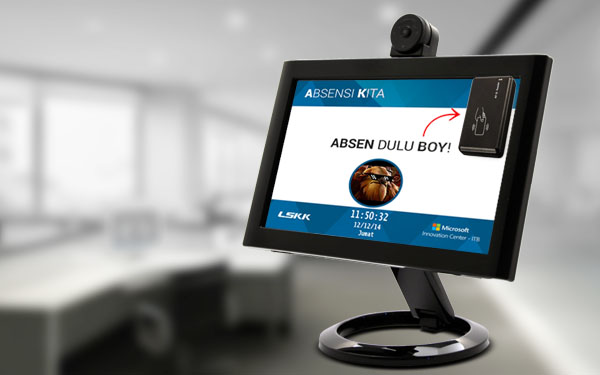 ABSENSI KITA
ABSEN DULU BOY!
LSKK
11:50:32
12/12/14
Jumat
Microsoft
Innovation Center - ITB